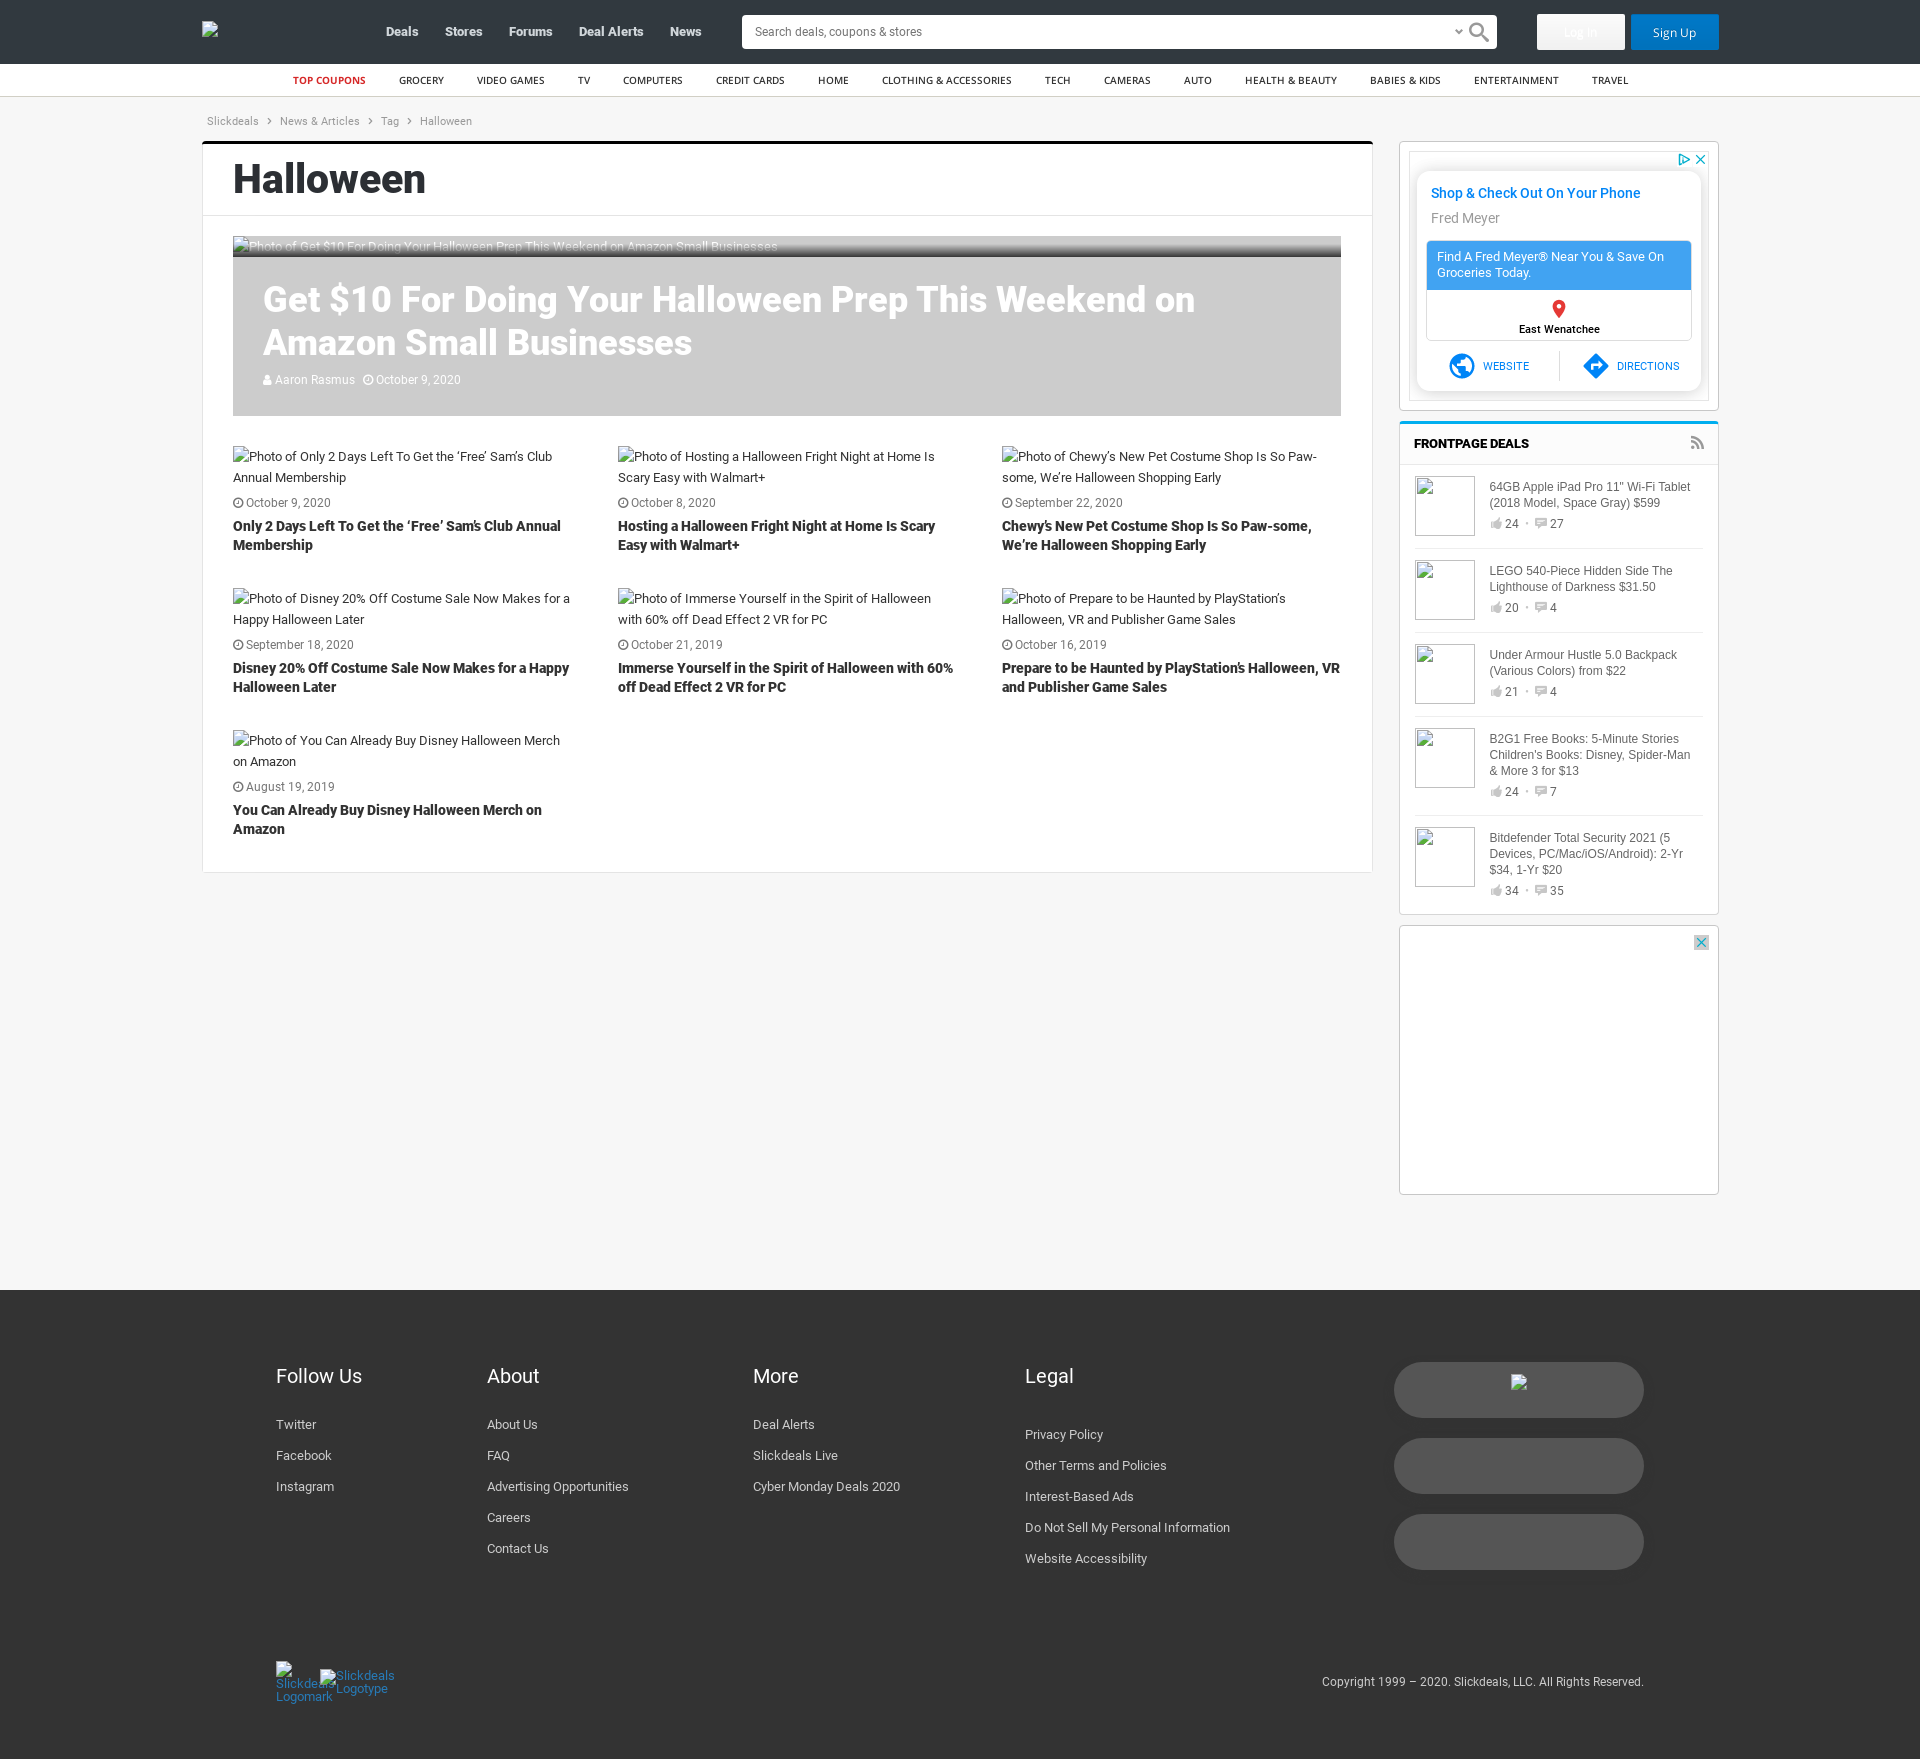 Deals
Stores
Forums
Deal Alerts
News
Search deals, coupons & stores
Log In
Sign Up
TOP COUPONS
GROCERY
VIDEO GAMES
TV
COMPUTERS
CREDIT CARDS
HOME
CLOTHING & ACCESSORIES
TECH
CAMERAS
AUTO
HEALTH & BEAUTY
BABIES & KIDS
ENTERTAINMENT
TRAVEL
Slickdeals > News & Articles > Tag > Halloween
Halloween
Photo of Get $10 For Doing Your Halloween Prep This Weekend on Amazon Small Businesses
Get $10 For Doing Your Halloween Prep This Weekend on
Amazon Small Businesses
Aaron Rasmus October 9, 2020
Photo of Only 2 Days Left To Get the ‘Free’ Sam’s Club
Annual Membership
October 9, 2020
Only 2 Days Left To Get the ‘Free’ Sam’s Club Annual
Membership
Photo of Hosting a Halloween Fright Night at Home Is
Scary Easy with Walmart+
October 8, 2020
Hosting a Halloween Fright Night at Home Is Scary
Easy with Walmart+
Photo of Chewy’s New Pet Costume Shop Is So Paw-
some, We’re Halloween Shopping Early
September 22, 2020
Chewy’s New Pet Costume Shop Is So Paw-some,
We’re Halloween Shopping Early
Photo of Disney 20% Off Costume Sale Now Makes for a
Happy Halloween Later
September 18, 2020
Disney 20% Off Costume Sale Now Makes for a Happy
Halloween Later
Photo of Immerse Yourself in the Spirit of Halloween
with 60% off Dead Effect 2 VR for PC
October 21, 2019
Immerse Yourself in the Spirit of Halloween with 60%
off Dead Effect 2 VR for PC
Photo of Prepare to be Haunted by PlayStation’s
Halloween, VR and Publisher Game Sales
October 16, 2019
Prepare to be Haunted by PlayStation’s Halloween, VR
and Publisher Game Sales
Photo of You Can Already Buy Disney Halloween Merch
on Amazon
August 19, 2019
You Can Already Buy Disney Halloween Merch on
Amazon
Shop & Check Out On Your Phone
Fred Meyer
Find A Fred Meyer® Near You & Save On
Groceries Today.
East Wenatchee
WEBSITE
DIRECTIONS
FRONTPAGE DEALS
64GB Apple iPad Pro 11" Wi-Fi Tablet
(2018 Model, Space Gray) $599
24 • 27
LEGO 540-Piece Hidden Side The
Lighthouse of Darkness $31.50
20 • 4
Under Armour Hustle 5.0 Backpack
(Various Colors) from $22
21 • 4
B2G1 Free Books: 5-Minute Stories
Children's Books: Disney, Spider-Man
& More 3 for $13
24 • 7
Bitdefender Total Security 2021 (5
Devices, PC/Mac/iOS/Android): 2-Yr
$34, 1-Yr $20
34 • 35
Follow Us
Twitter
Facebook
Instagram
About
About Us
FAQ
Advertising Opportunities
Careers
Contact Us
More
Deal Alerts
Slickdeals Live
Cyber Monday Deals 2020
Legal
Privacy Policy
Other Terms and Policies
Interest-Based Ads
Do Not Sell My Personal Information
Website Accessibility
Slickdeals
Logomark
Slickdeals
Logotype
Copyright 1999 – 2020. Slickdeals, LLC. All Rights Reserved.